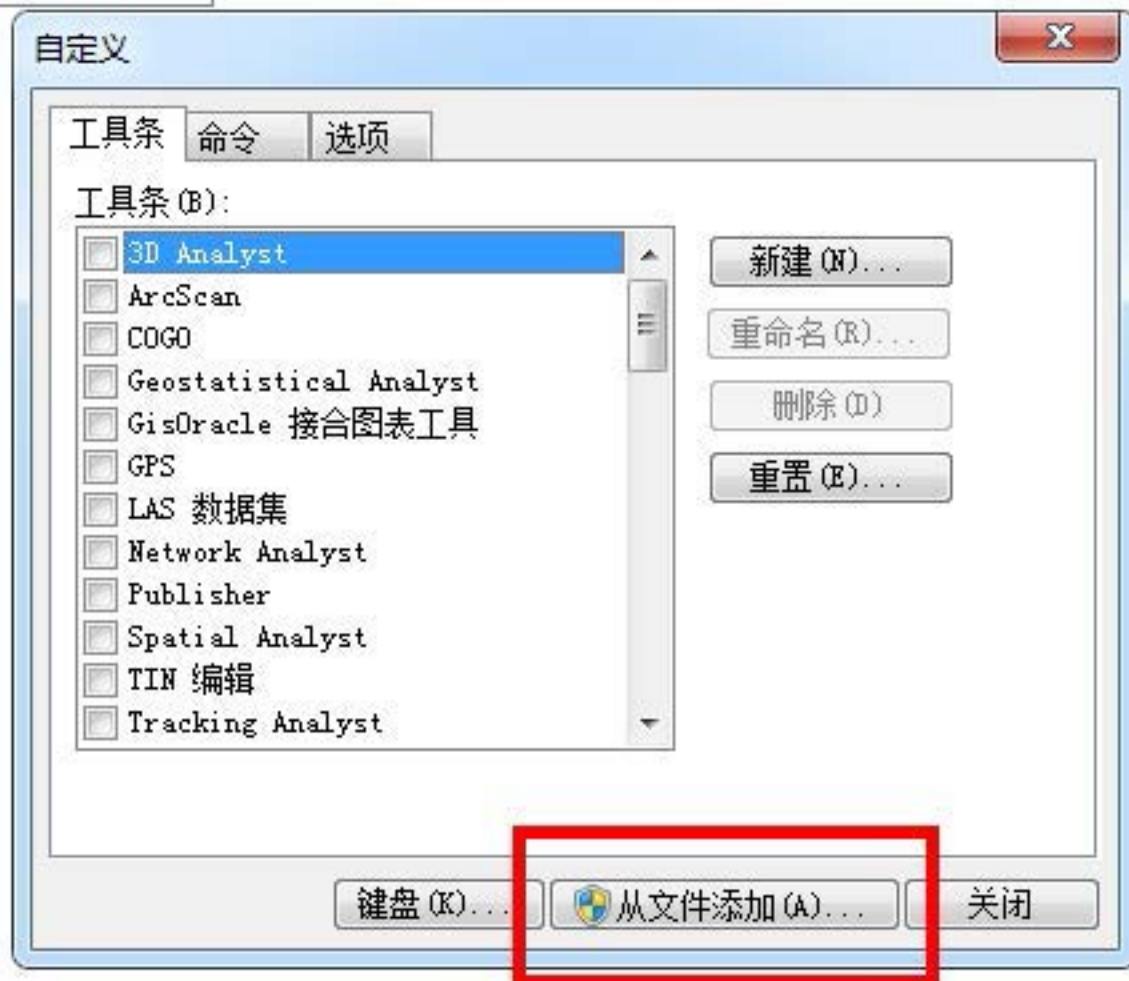 自定义
工具条 命令 选项
工具条(B):
3D Analyst
新建(N)...
ArcScan
COGO
重命名(R)...
Geostatistical Analyst
删除(D)
GisOracle 接合图表工具
GPS
重置(E)...
LAS 数据集
Network Analyst
Publisher
Spatial Analyst
TIN 编辑
Tracking Analyst
键盘(K)... 从文件添加(A)... 关闭